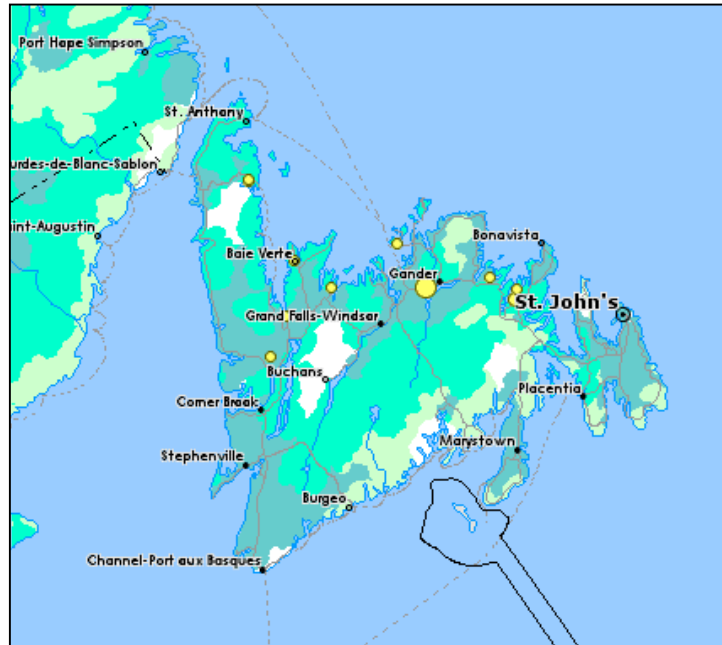 Port Hope Simpson
St. Anthany
urdes-de-Blanc-Sablon
int-Augustin
Bonavista
Baie Verte
Gander
St. John's
Grand Falls-Windsor
Buchans
Placentia
Corner Brook
Marystown
Stephenville
Burgeo
Channel-Port aux Basques